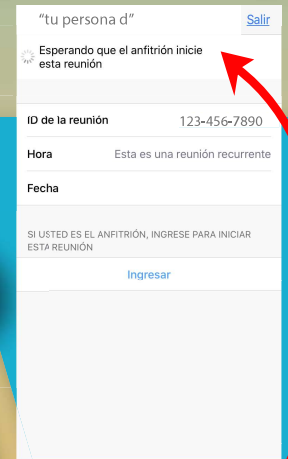 “tu persona d”
Salir
Esperando que el anfitrión inicie
esta reunión
ID de la reunión 123-456-7890
Hora Esta es una reunión recurrente
Fecha
SI USTED ES EL ANFITRIÓN, INGRESE PARA INICIAR
ESTA REUNIÓN
Ingresar